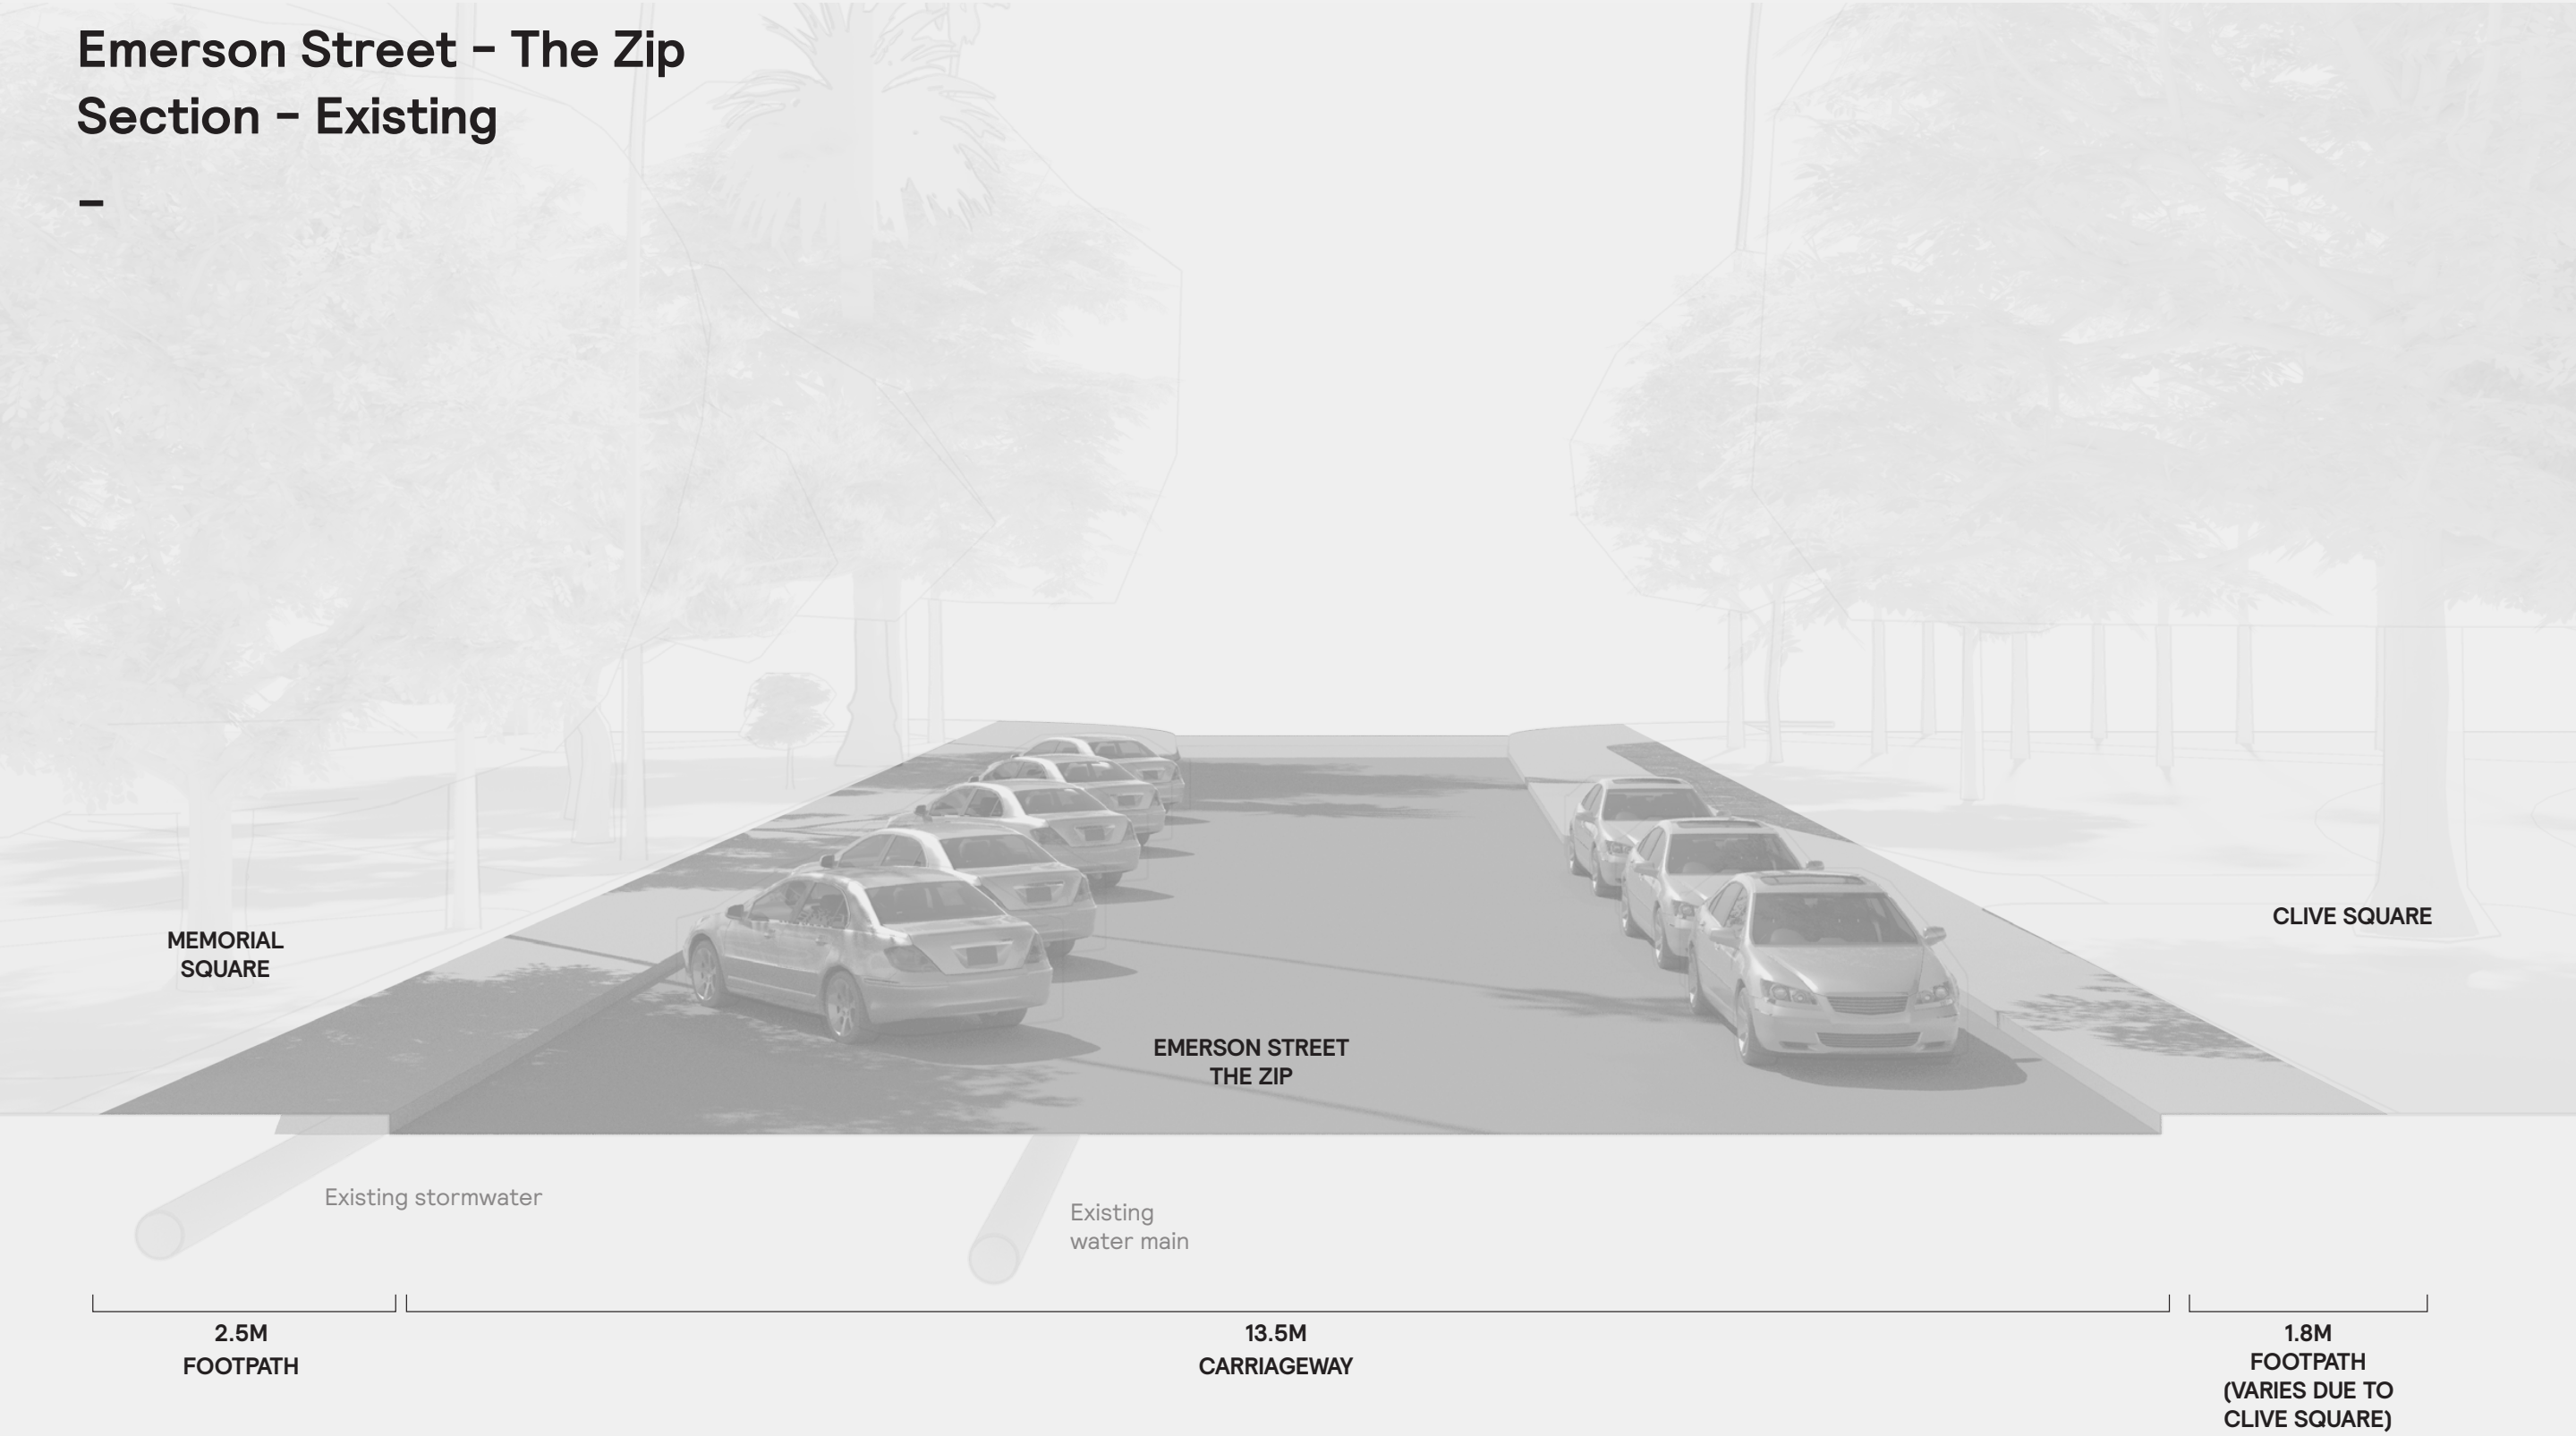 Emerson Street – The Zip
Section – Existing
–
MEMORIAL
SQUARE
CLIVE SQUARE
EMERSON STREET
THE ZIP
Existing stormwater
Existing
water main
2.5M
FOOTPATH
13.5M
CARRIAGEWAY
1.8M
FOOTPATH
(VARIES DUE TO
CLIVE SQUARE)